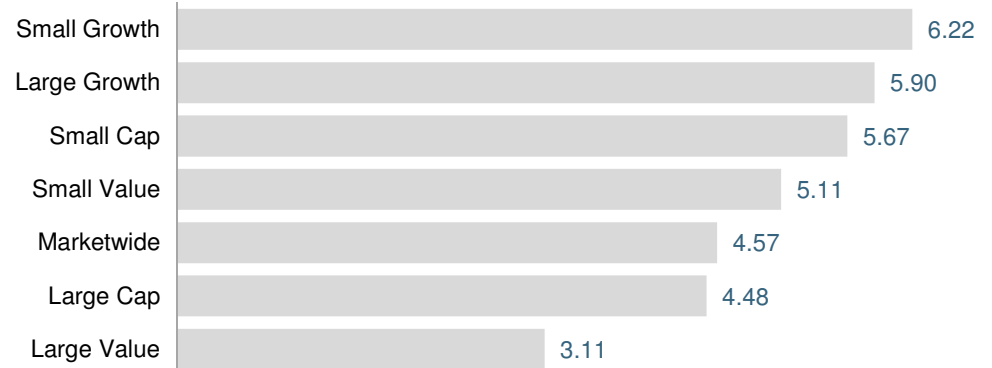 Small Growth 6.22
Large Growth 5.90
Small Cap 5.67
Small Value 5.11
Marketwide 4.57
Large Cap 4.48
Large Value 3.11